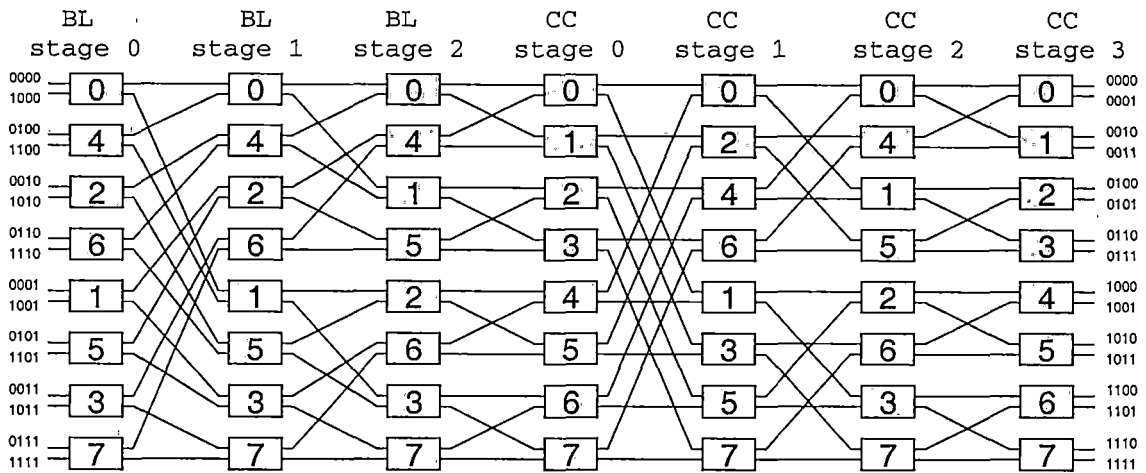 BL BL BL CC CC CC CC
stage 0 stage 1 stage 2 stage 0 stage 1 stage 2 stage 3
0000 0 0 0 0 0 0 0 0000
1000 0001
0100 4 4 4 1 2 4 1 0010
1100 0011
0010 2 2 1 2 4 1 2 0100
1010 0101
0110 6 6 5 3 6 5 3 0110
1110 0111
0001 1 1 2 4 1 2 4 1000
1001 1001
0101 5 5 6 5 3 6 5 1010
1101 1011
0011 3 3 3 6 5 3 6 1100
1011 1101
0111 7 7 7 7 7 7 7 1110
1111 1111